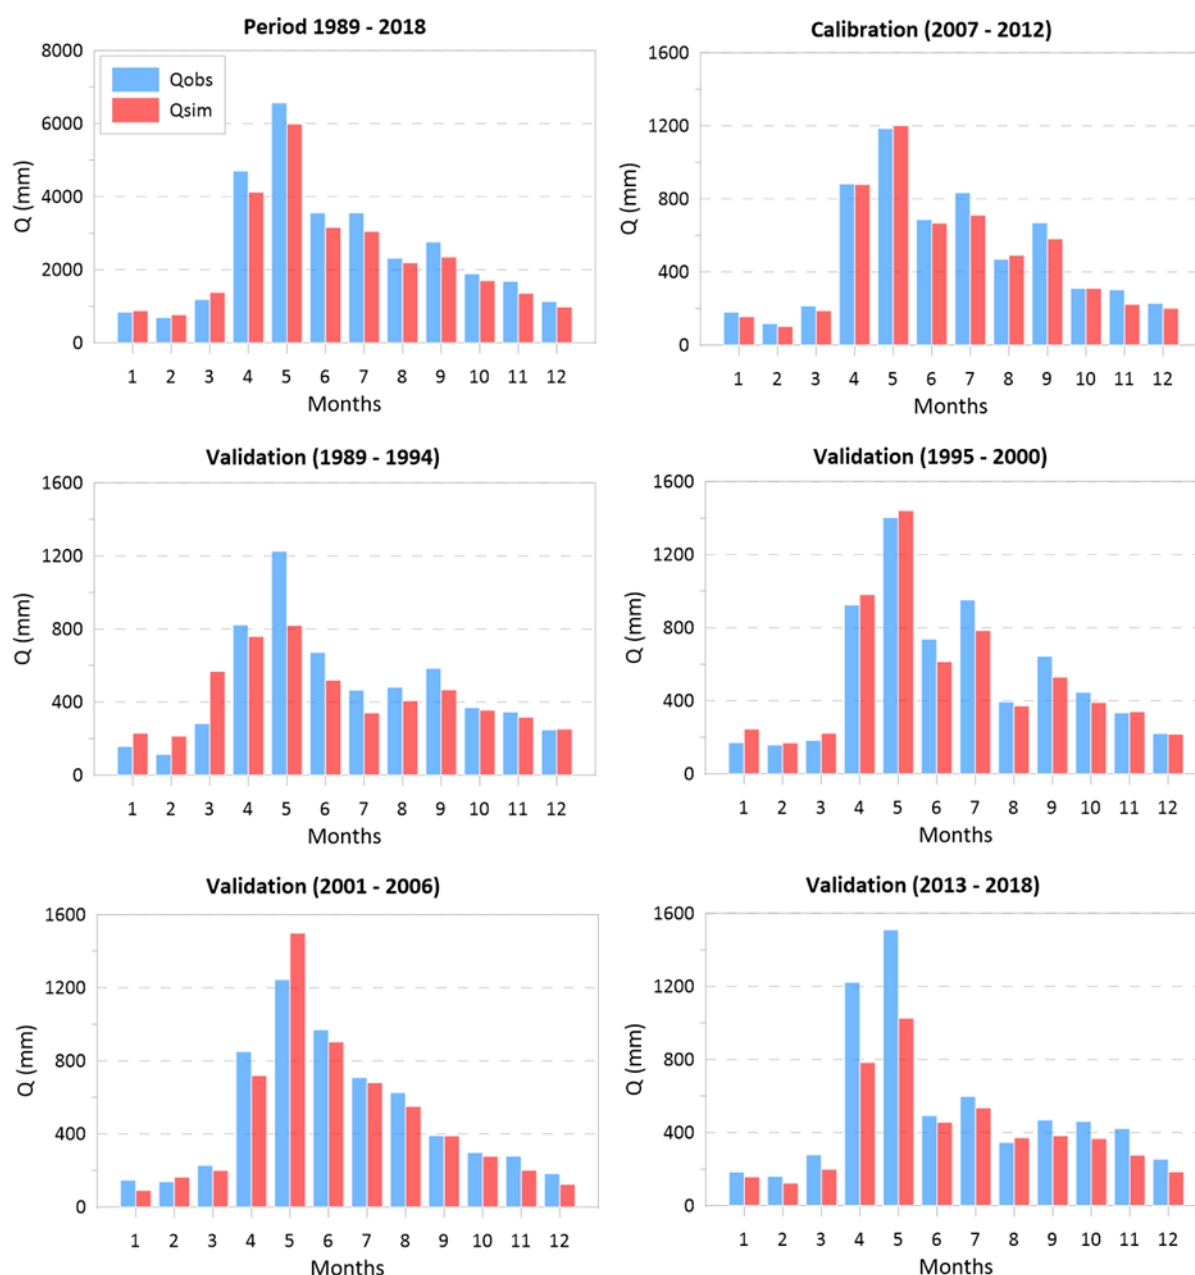 Period 1989 - 2018
8000
6000
4000
2000
0
Q (mm)
Qobs
Qsim
1 2 3 4 5 6 7 8 9 10 11 12
Months
Calibration (2007 - 2012)
1600
1200
800
400
0
Q (mm)
1 2 3 4 5 6 7 8 9 10 11 12
Months
Validation (1989 - 1994)
1600
1200
800
400
0
Q (mm)
1 2 3 4 5 6 7 8 9 10 11 12
Months
Validation (1995 - 2000)
1600
1200
800
400
0
Q (mm)
1 2 3 4 5 6 7 8 9 10 11 12
Months
Validation (2001 - 2006)
1600
1200
800
400
0
Q (mm)
1 2 3 4 5 6 7 8 9 10 11 12
Months
Validation (2013 - 2018)
1600
1200
800
400
0
Q (mm)
1 2 3 4 5 6 7 8 9 10 11 12
Months